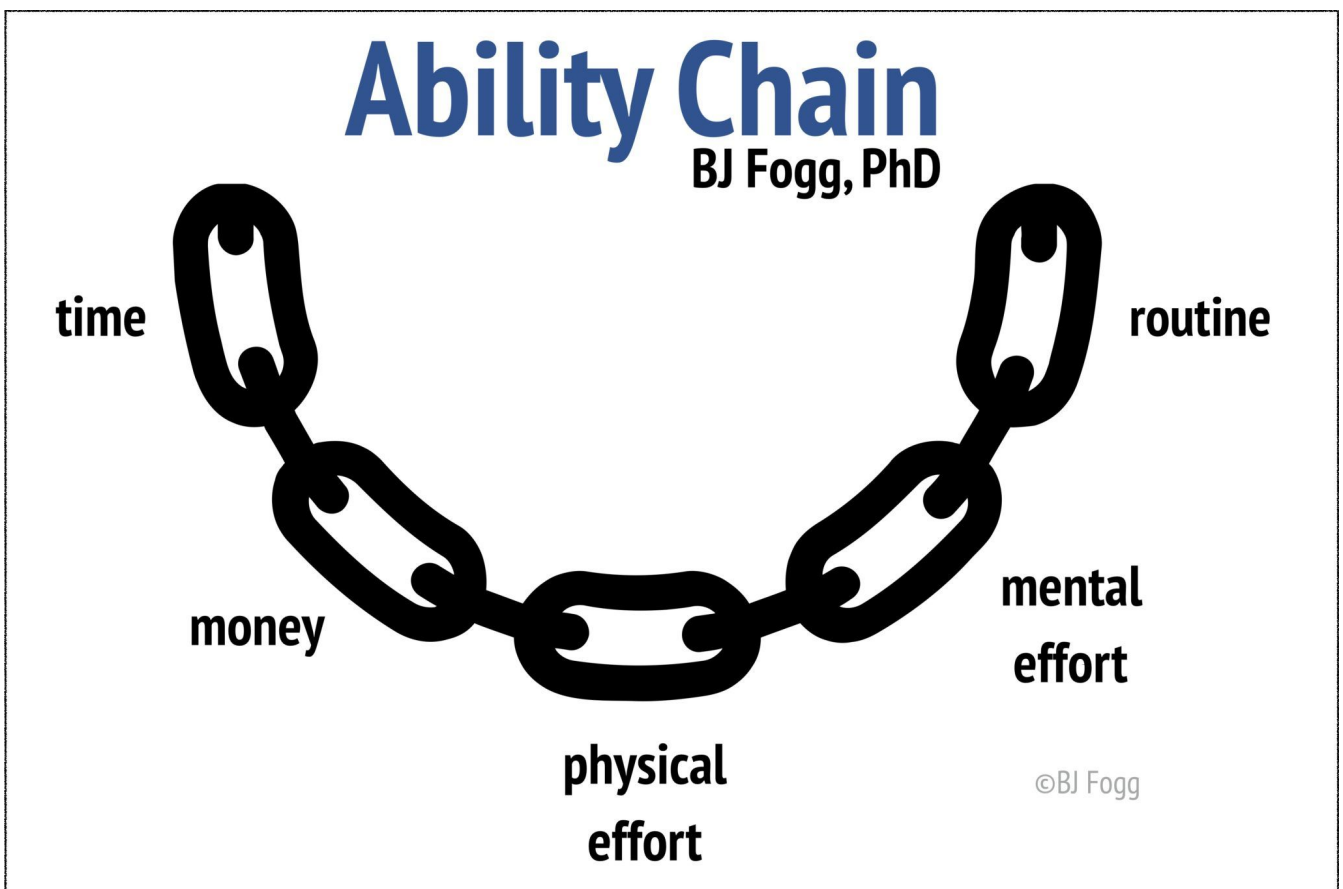 Ability Chain
BJ Fogg, PhD
time
routine
money
mental
effort
physical
effort
©BJ Fogg